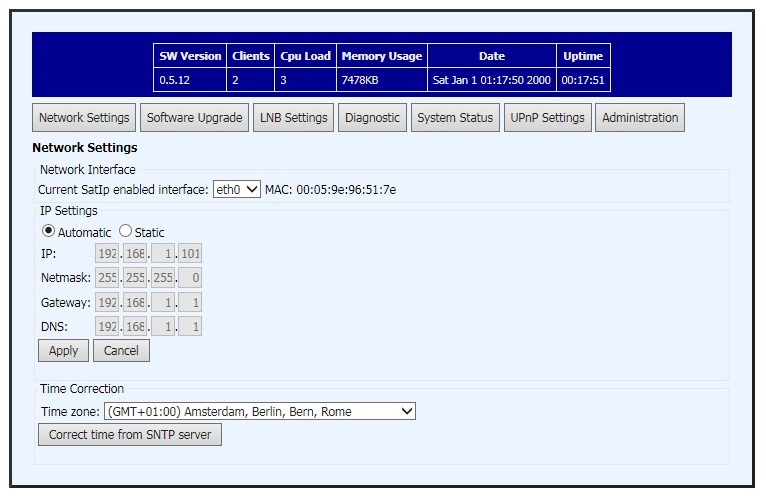 SW Version Clients Cpu Load Memory Usage Date Uptime
0.5.12 2 3 7478KB Sat Jan 1 01:17:50 2000 00:17:51
Network Settings Software Upgrade LNB Settings Diagnostic System Status UPnP Settings Administration
Network Settings
Network Interface
Current SatIp enabled interface: eth0 MAC: 00:05:9e:96:51:7e
IP Settings
Automatic Static
IP: 192.168.1.101
Netmask: 255.255.255.0
Gateway: 192.168.1.1
DNS: 192.168.1.1
Apply Cancel
Time Correction
Time zone: (GMT+01:00) Amsterdam, Berlin, Bern, Rome
Correct time from SNTP server